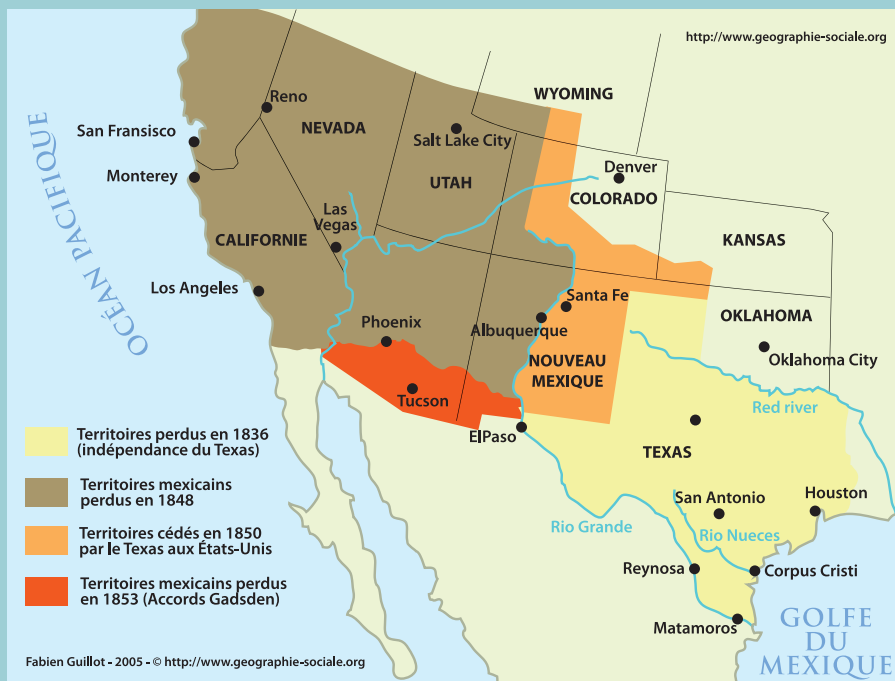 http://www.geographie-sociale.org
WYOMING
Reno
NEVADA
San Fransisco
Salt Lake City
Denver
COLORADO
Monterey
UTAH
Las
Vegas
KANSAS
CALIFORNIE
OCÉAN PACIFIQUE
Los Angeles
Santa Fe
Phoenix
Albuquerque
OKLAHOMA
NOUVEAU
MEXIQUE
Oklahoma City
Tucson
Red river
ElPaso
TEXAS
Territoires perdus en 1836
(indépendance du Texas)
Territoires mexicains
perdus en 1848
Territoires cédés en 1850
par le Texas aux États-Unis
Territoires mexicains perdus
en 1853 (Accords Gadsden)
San Antonio
Houston
Rio Grande
Rio Nueces
Reynosa
Corpus Cristi
Matamoros
GOLFE
DU
MEXIQUE
Fabien Guillot - 2005 - © http://www.geographie-sociale.org